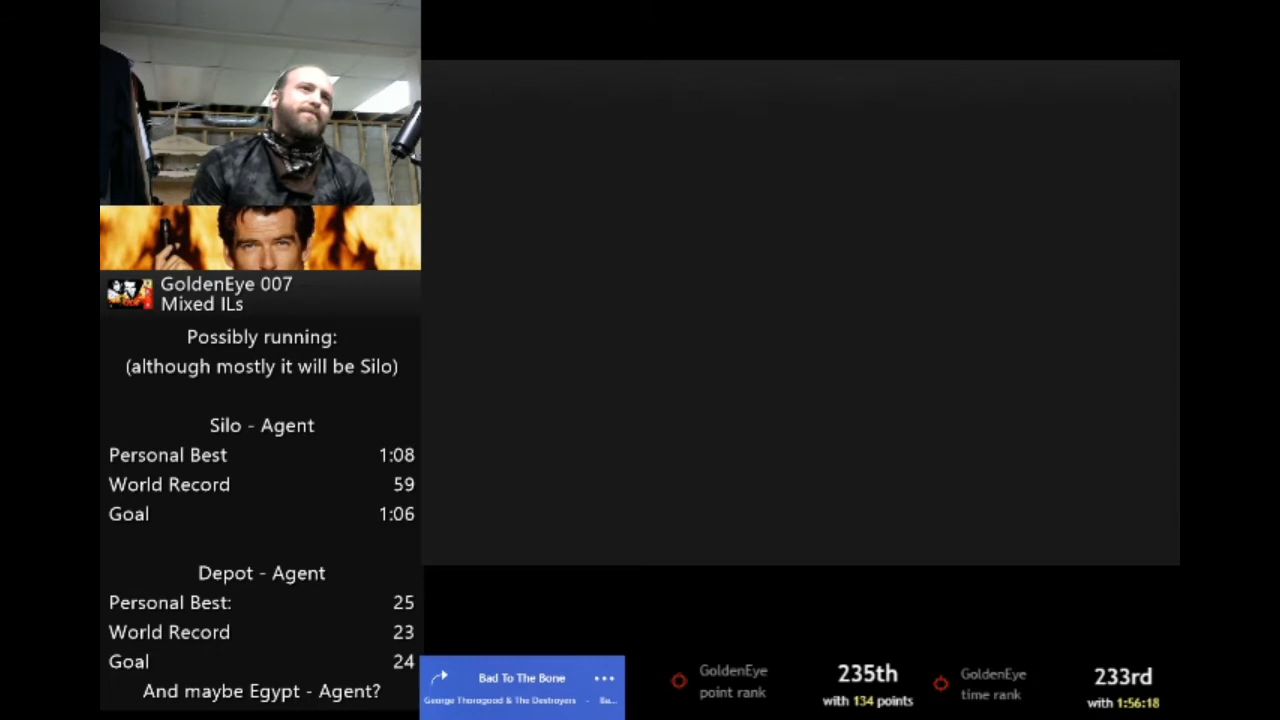 GoldenEye 007
Mixed ILs
Possibly running:
(although mostly it will be Silo)
Silo - Agent
Personal Best 1:08
World Record 59
Goal 1:06
Depot - Agent
Personal Best: 25
World Record 23
Goal 24
And maybe Egypt - Agent?
Bad To The Bone
George Thorogood & The Destroyers - Ba...
GoldenEye
point rank
235th
with 134 points
GoldenEye
time rank
233rd
with 1:56:18